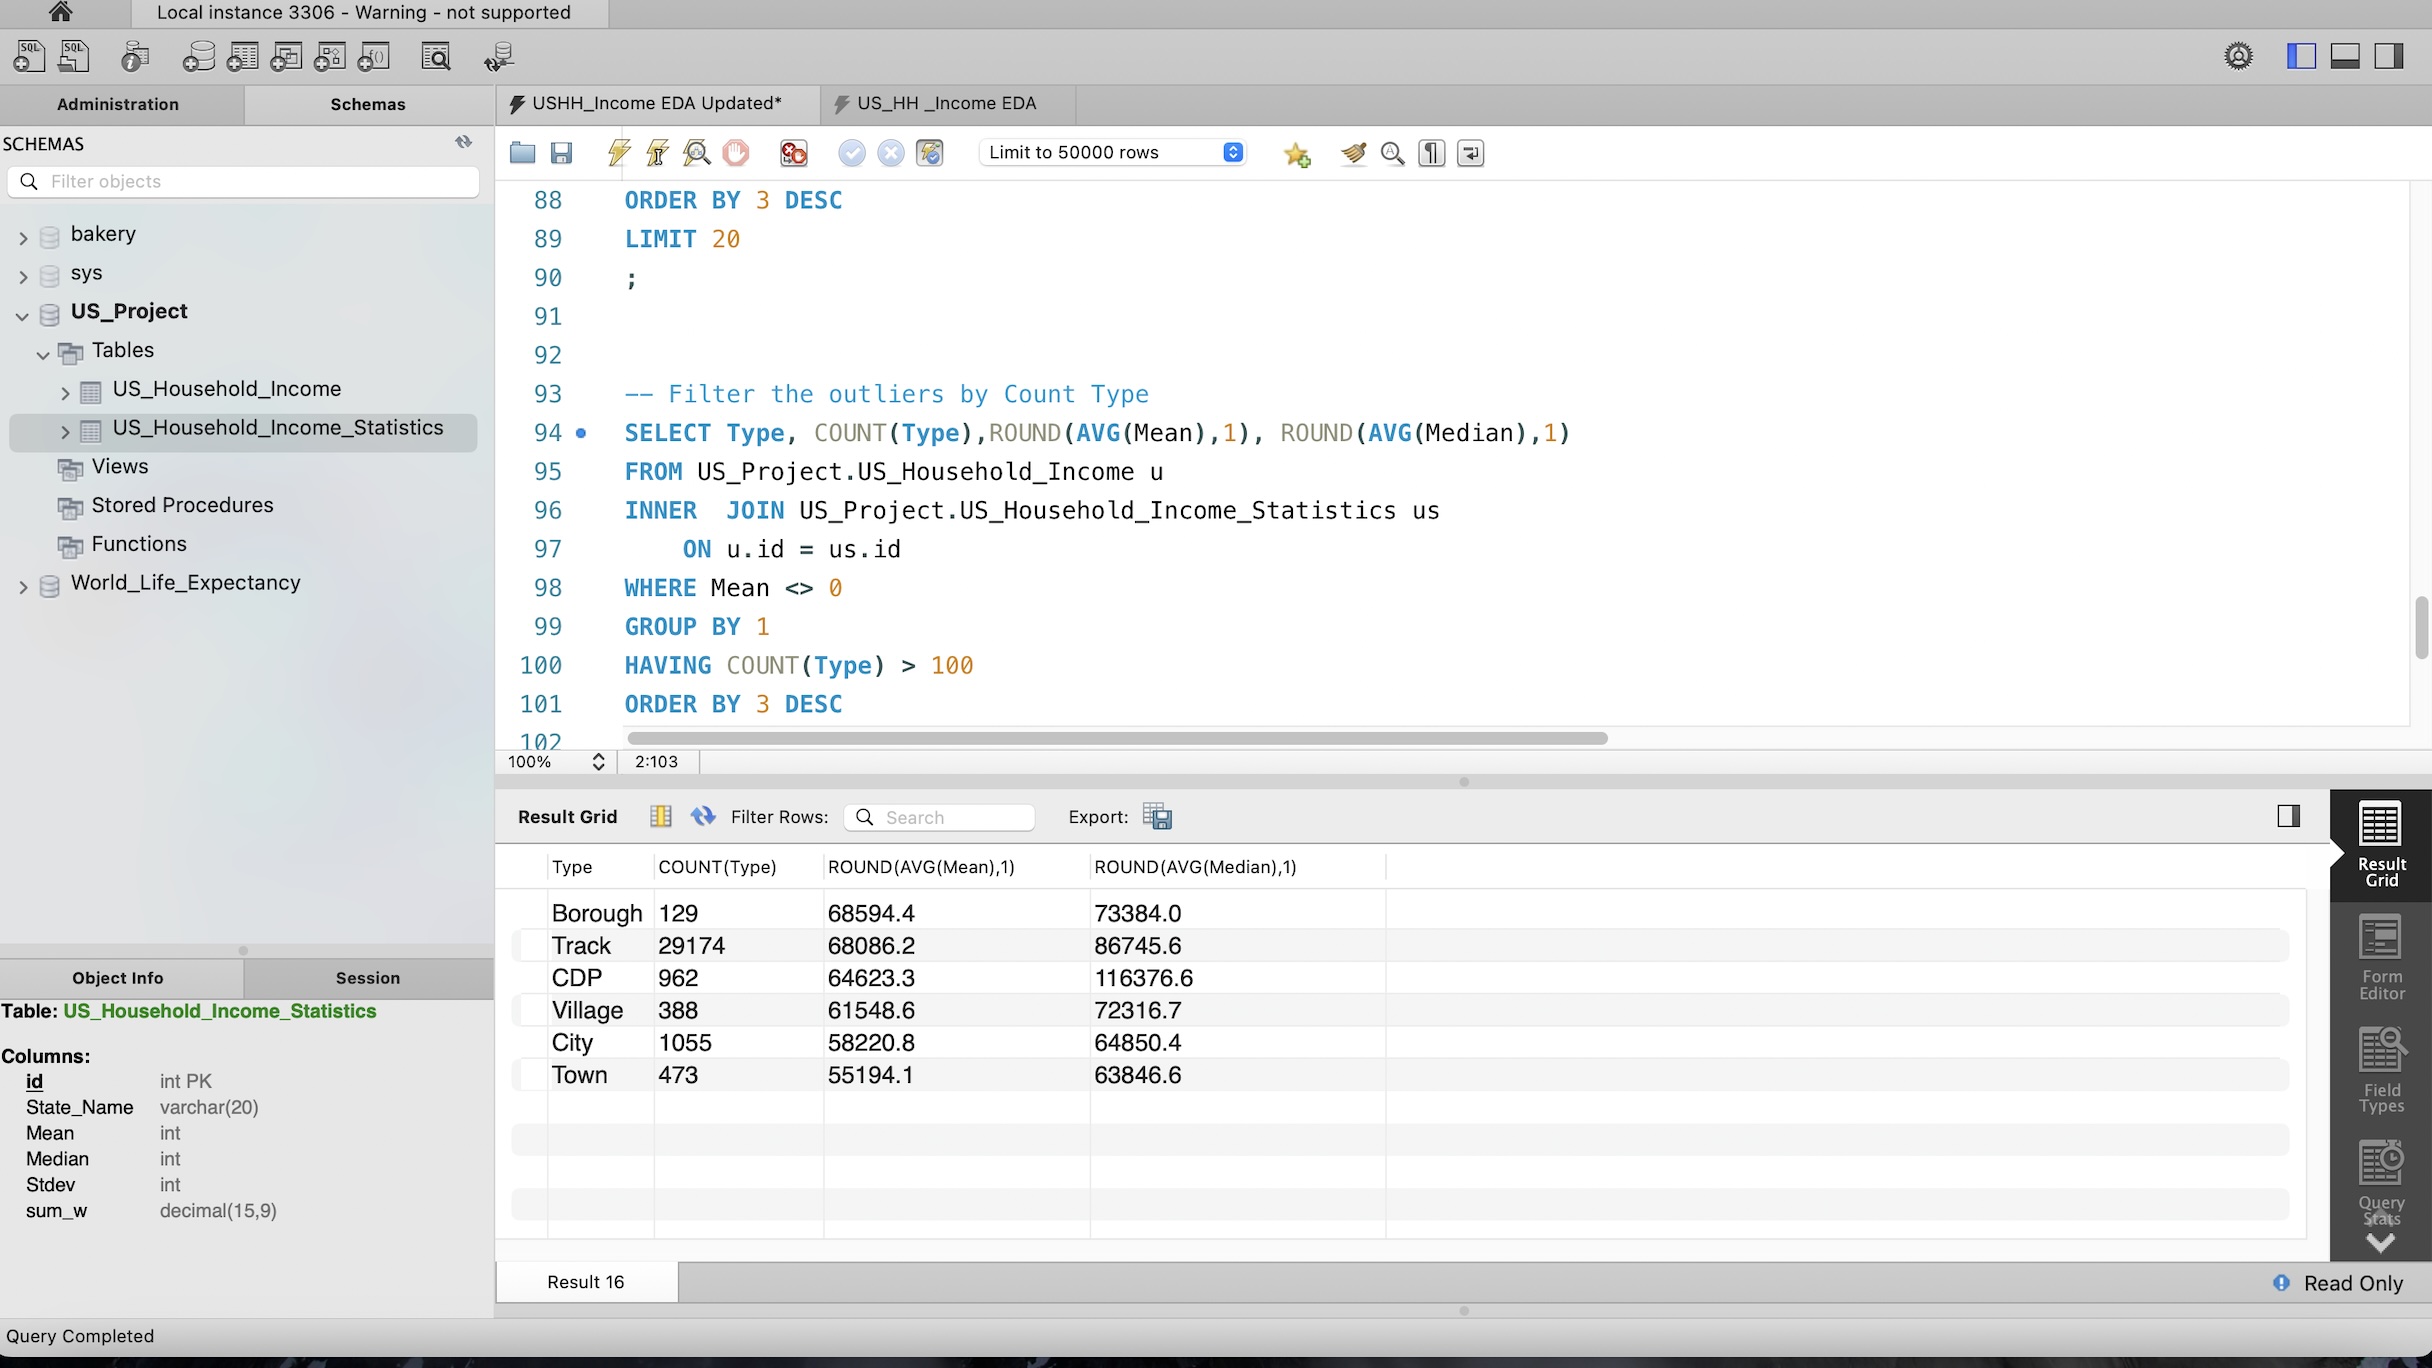 Local instance 3306 - Warning - not supported
SQL SQL
Administration Schemas
USHH_Income EDA Updated* US_HH _Income EDA
SCHEMAS
Limit to 50000 rows
Filter objects
bakery
sys
US_Project
Tables
US_Household_Income
US_Household_Income_Statistics
Views
Stored Procedures
Functions
World_Life_Expectancy
88 ORDER BY 3 DESC
89 LIMIT 20
90 ;
91
92
93 -- Filter the outliers by Count Type
94 SELECT Type, COUNT(Type),ROUND(AVG(Mean),1), ROUND(AVG(Median),1)
95 FROM US_Project.US_Household_Income u
96 INNER  JOIN US_Project.US_Household_Income_Statistics us
97 ON u.id = us.id
98 WHERE Mean <> 0
99 GROUP BY 1
100 HAVING COUNT(Type) > 100
101 ORDER BY 3 DESC
102
100% 2:103
Result Grid Filter Rows: Search Export:
Type COUNT(Type) ROUND(AVG(Mean),1) ROUND(AVG(Median),1)
Borough 129 68594.4 73384.0
Track 29174 68086.2 86745.6
CDP 962 64623.3 116376.6
Village 388 61548.6 72316.7
City 1055 58220.8 64850.4
Town 473 55194.1 63846.6
Result
Grid
Form
Editor
Field
Types
Query
Stats
Object Info Session
Table: US_Household_Income_Statistics
Columns:
id int PK
State_Name varchar(20)
Mean int
Median int
Stdev int
sum_w decimal(15,9)
Result 16
Read Only
Query Completed